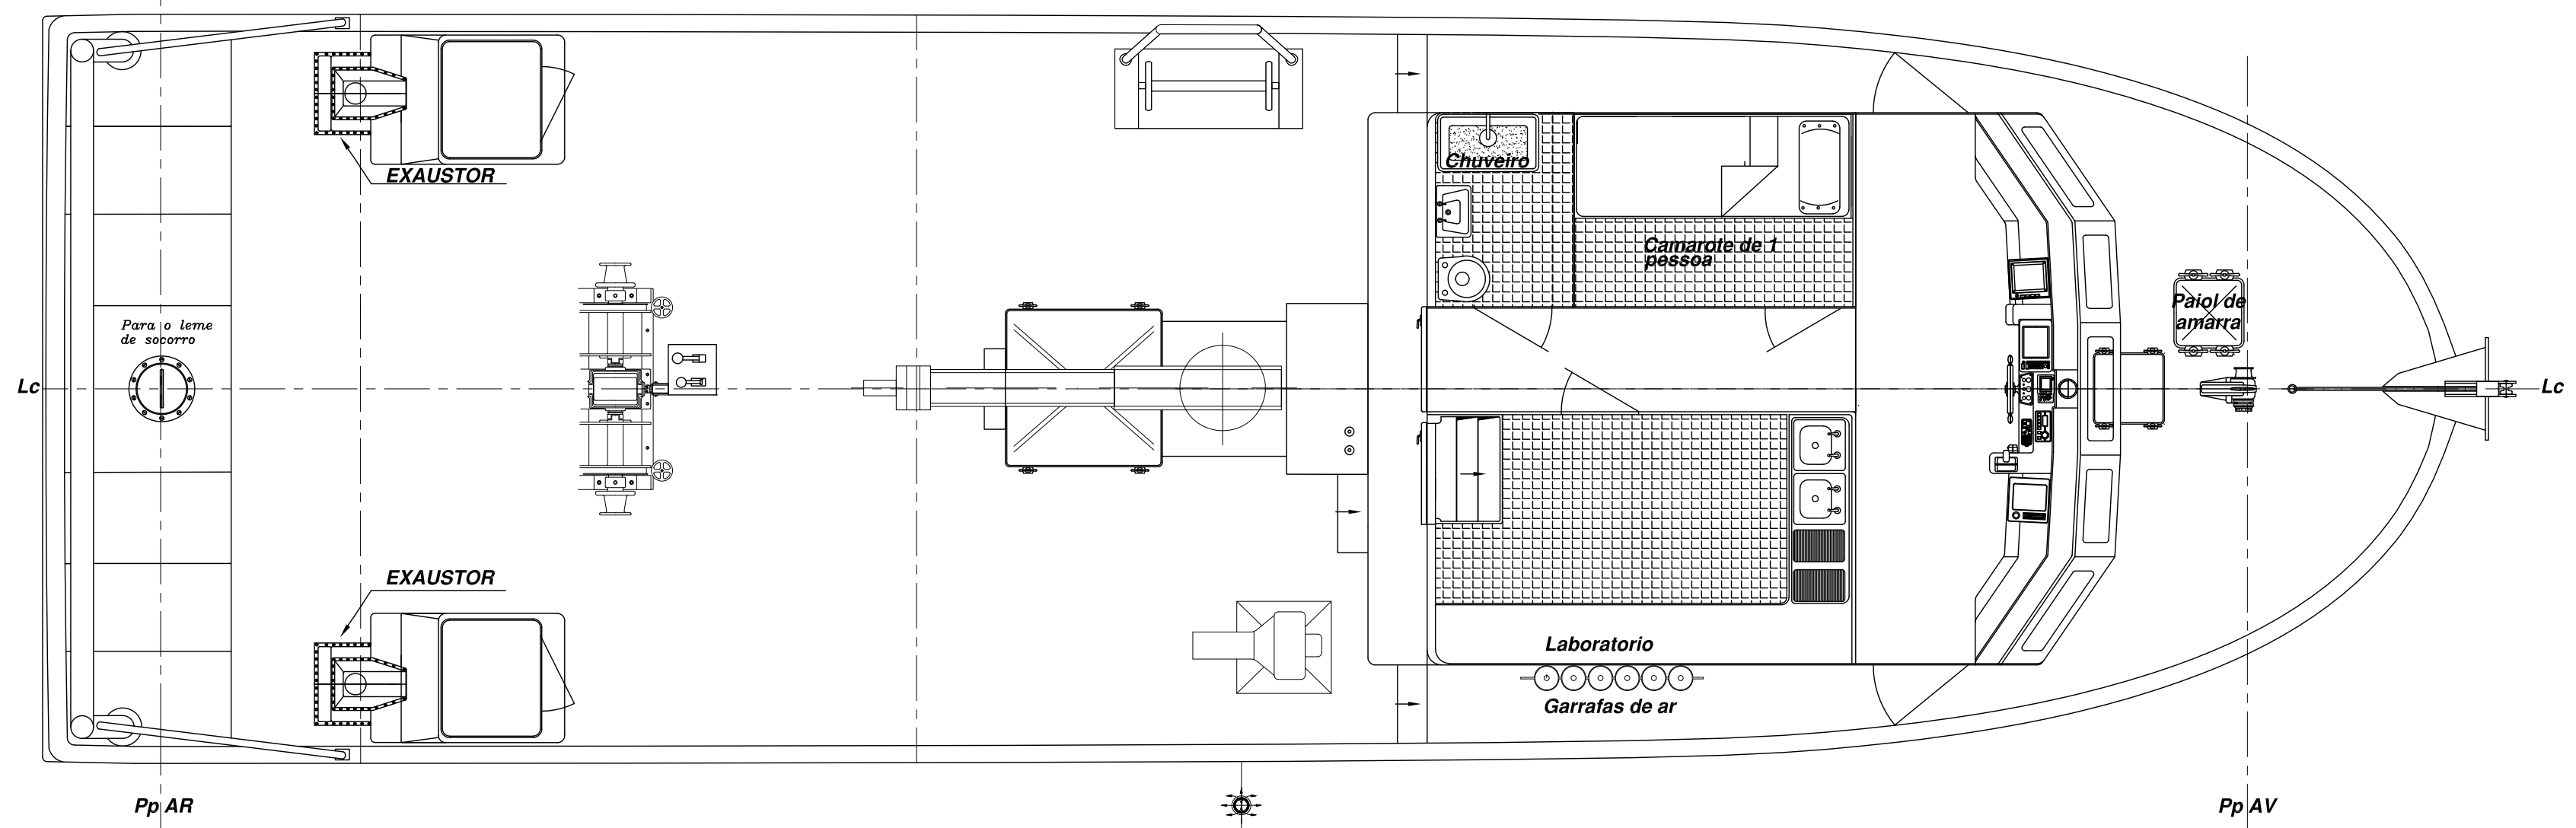 Chuveiro
EXAUSTOR
Camarote de 1
pessoa
Paiol de
amarra
Para o leme
de socorro
Lc
Lc
EXAUSTOR
Laboratorio
Garrafas de ar
Pp AR
Pp AV